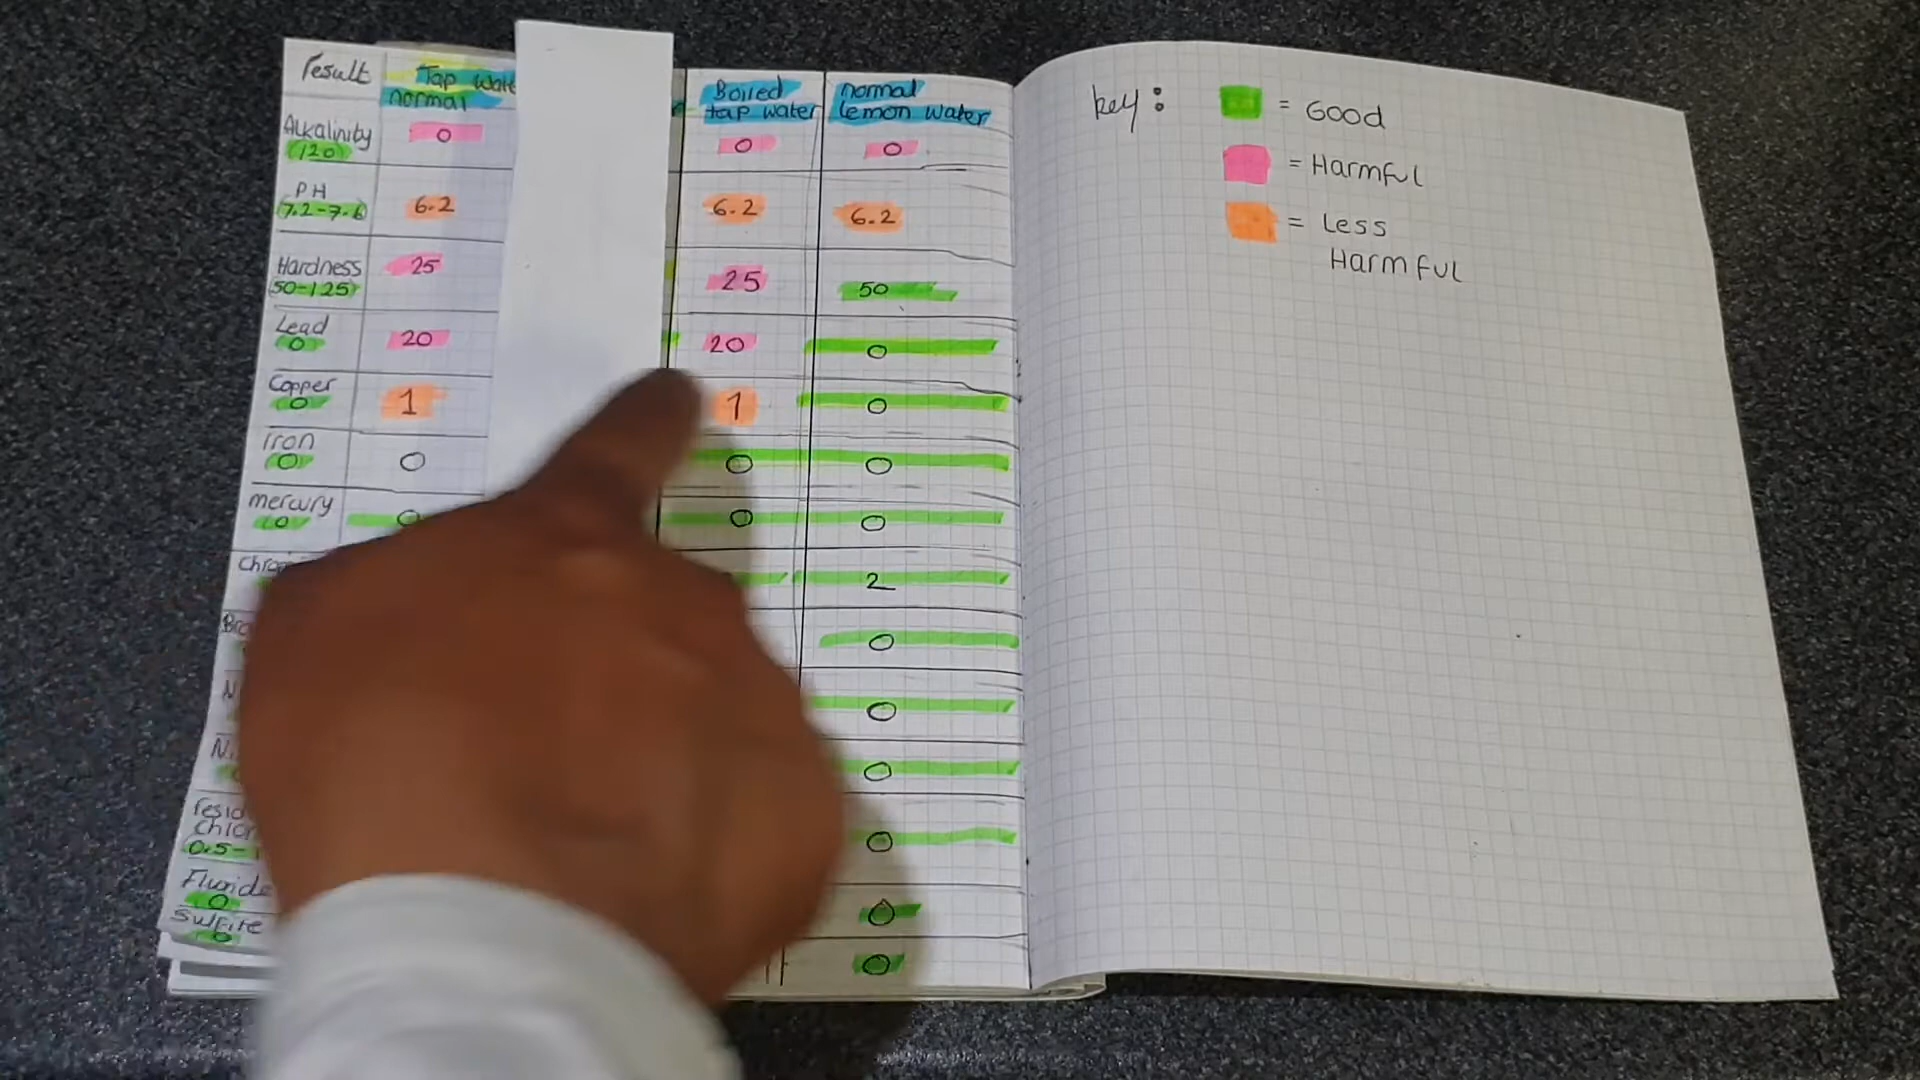 result
Tap
normal
Boiled
tap water
normal
lemon water
Alkalinity
120
0
0
0
PH
7.2-7.6
6.2
6.2
6.2
Hardness
50-125
25
25
50
Lead
0
20
20
0
Copper
0
1
1
0
iron
0
0
0
0
mercury
0
0
0
0
2
0
0
0
0
Fluride
0
0
Sulfite
0
0
key:
= GOOD
= Harmful
= Less
Harmful